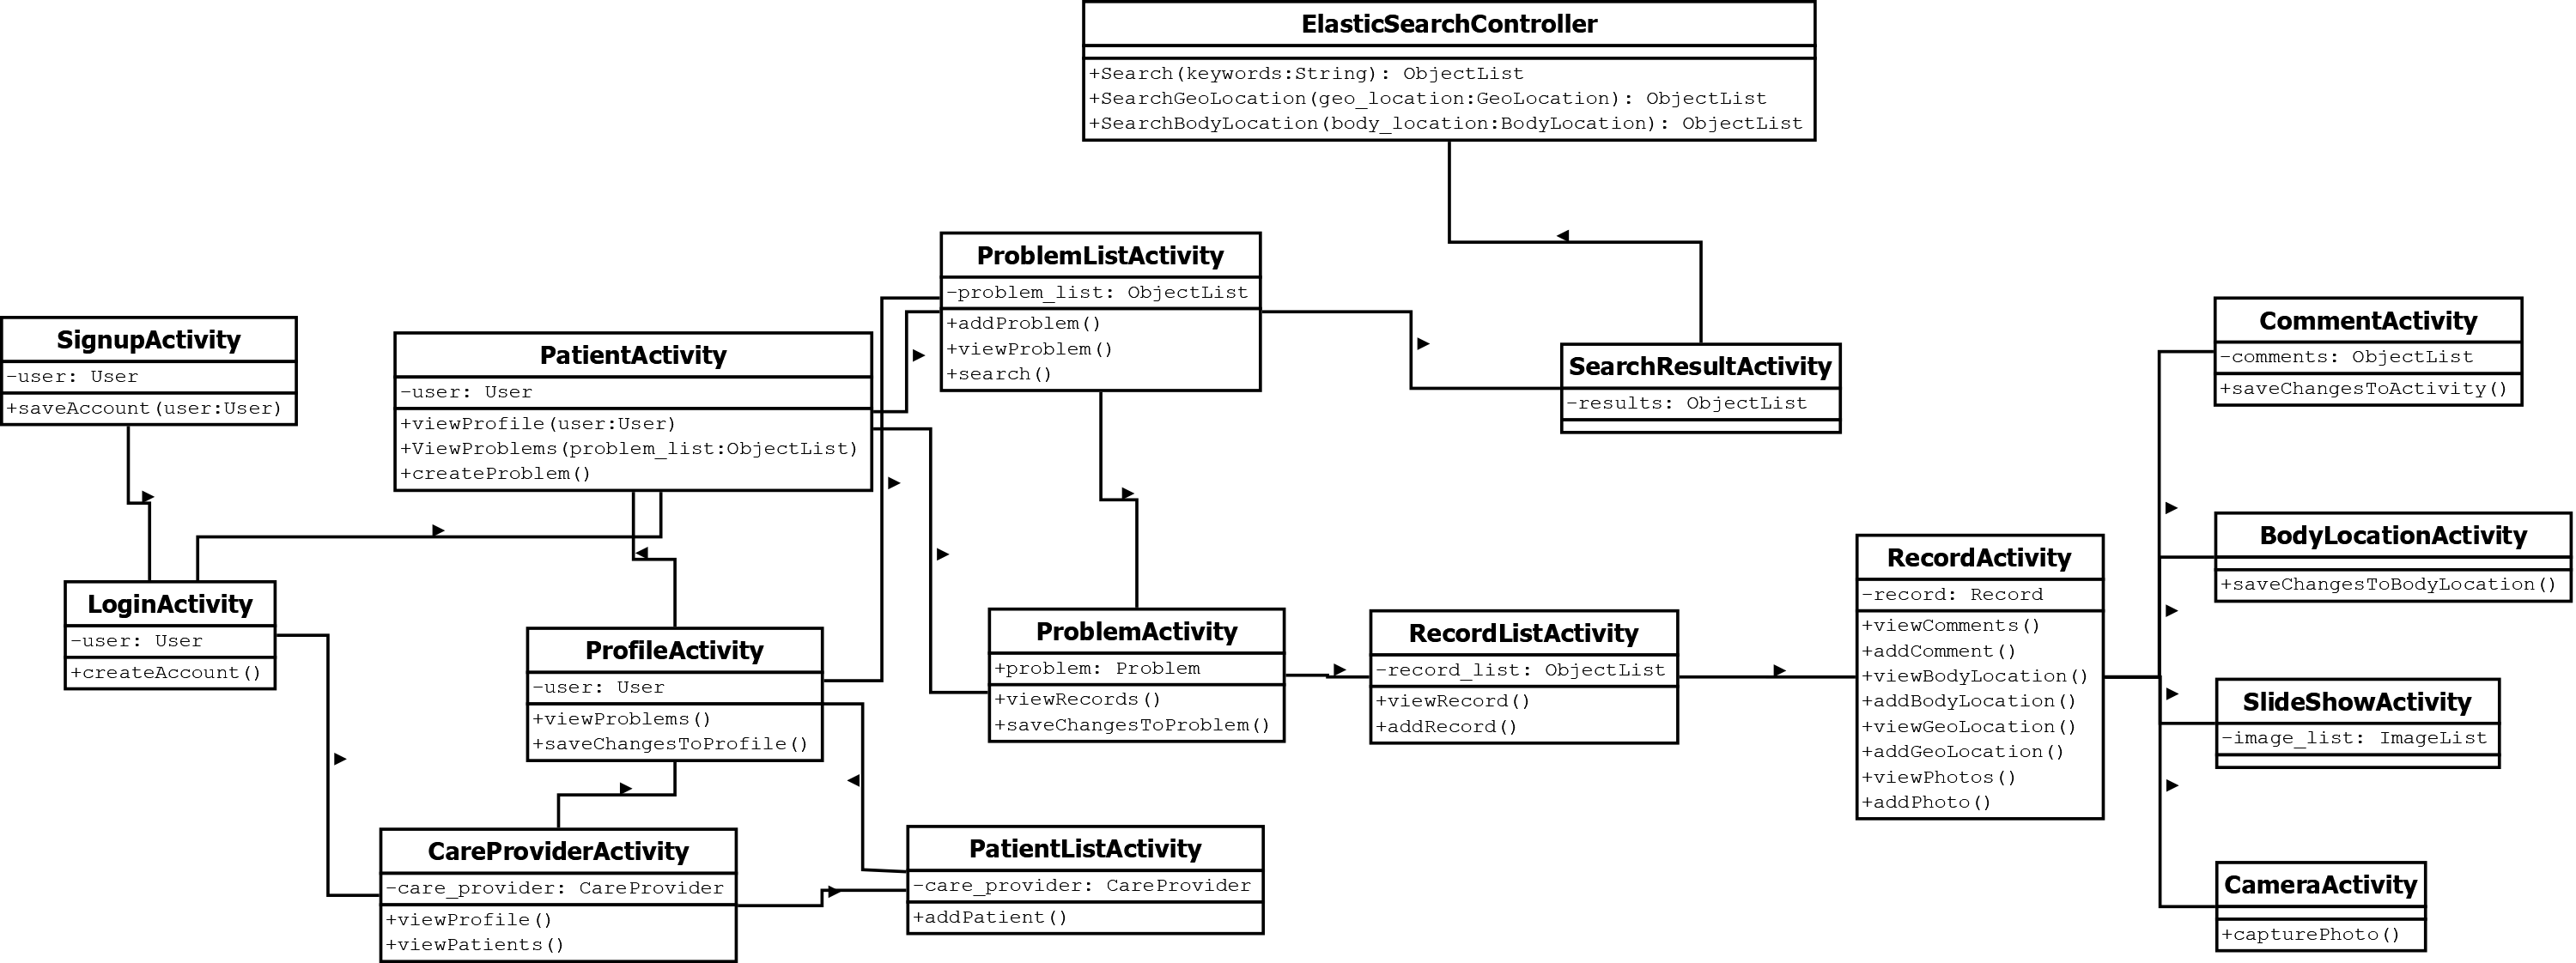 ElasticSearchController
+Search(keywords:String): ObjectList
+SearchGeoLocation(geo_location:GeoLocation): ObjectList
+SearchBodyLocation(body_location:BodyLocation): ObjectList
ProblemListActivity
-problem_list: ObjectList
+addProblem()
+viewProblem()
+search()
SignupActivity
-user: User
+saveAccount(user:User)
PatientActivity
-user: User
+viewProfile(user:User)
+ViewProblems(problem_list:ObjectList)
+createProblem()
SearchResultActivity
-results: ObjectList
CommentActivity
-comments: ObjectList
+saveChangesToActivity()
BodyLocationActivity
+saveChangesToBodyLocation()
LoginActivity
-user: User
+createAccount()
ProfileActivity
-user: User
+viewProblems()
+saveChangesToProfile()
ProblemActivity
+problem: Problem
+viewRecords()
+saveChangesToProblem()
RecordListActivity
-record_list: ObjectList
+viewRecord()
+addRecord()
RecordActivity
-record: Record
+viewComments()
+addComment()
+viewBodyLocation()
+addBodyLocation()
+viewGeoLocation()
+addGeoLocation()
+viewPhotos()
+addPhoto()
SlideShowActivity
-image_list: ImageList
CareProviderActivity
-care_provider: CareProvider
+viewProfile()
+viewPatients()
PatientListActivity
-care_provider: CareProvider
+addPatient()
CameraActivity
+capturePhoto()